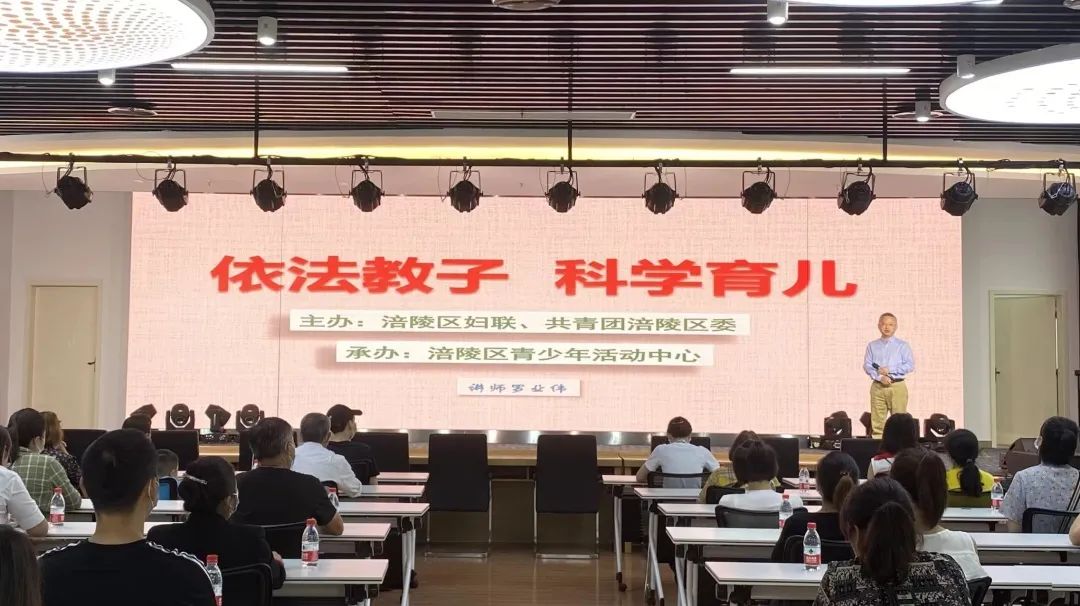 依法教子 科学育儿
主办：涪陵区妇联、共青团涪陵区委
承办：涪陵区青少年活动中心
讲师罗业伟